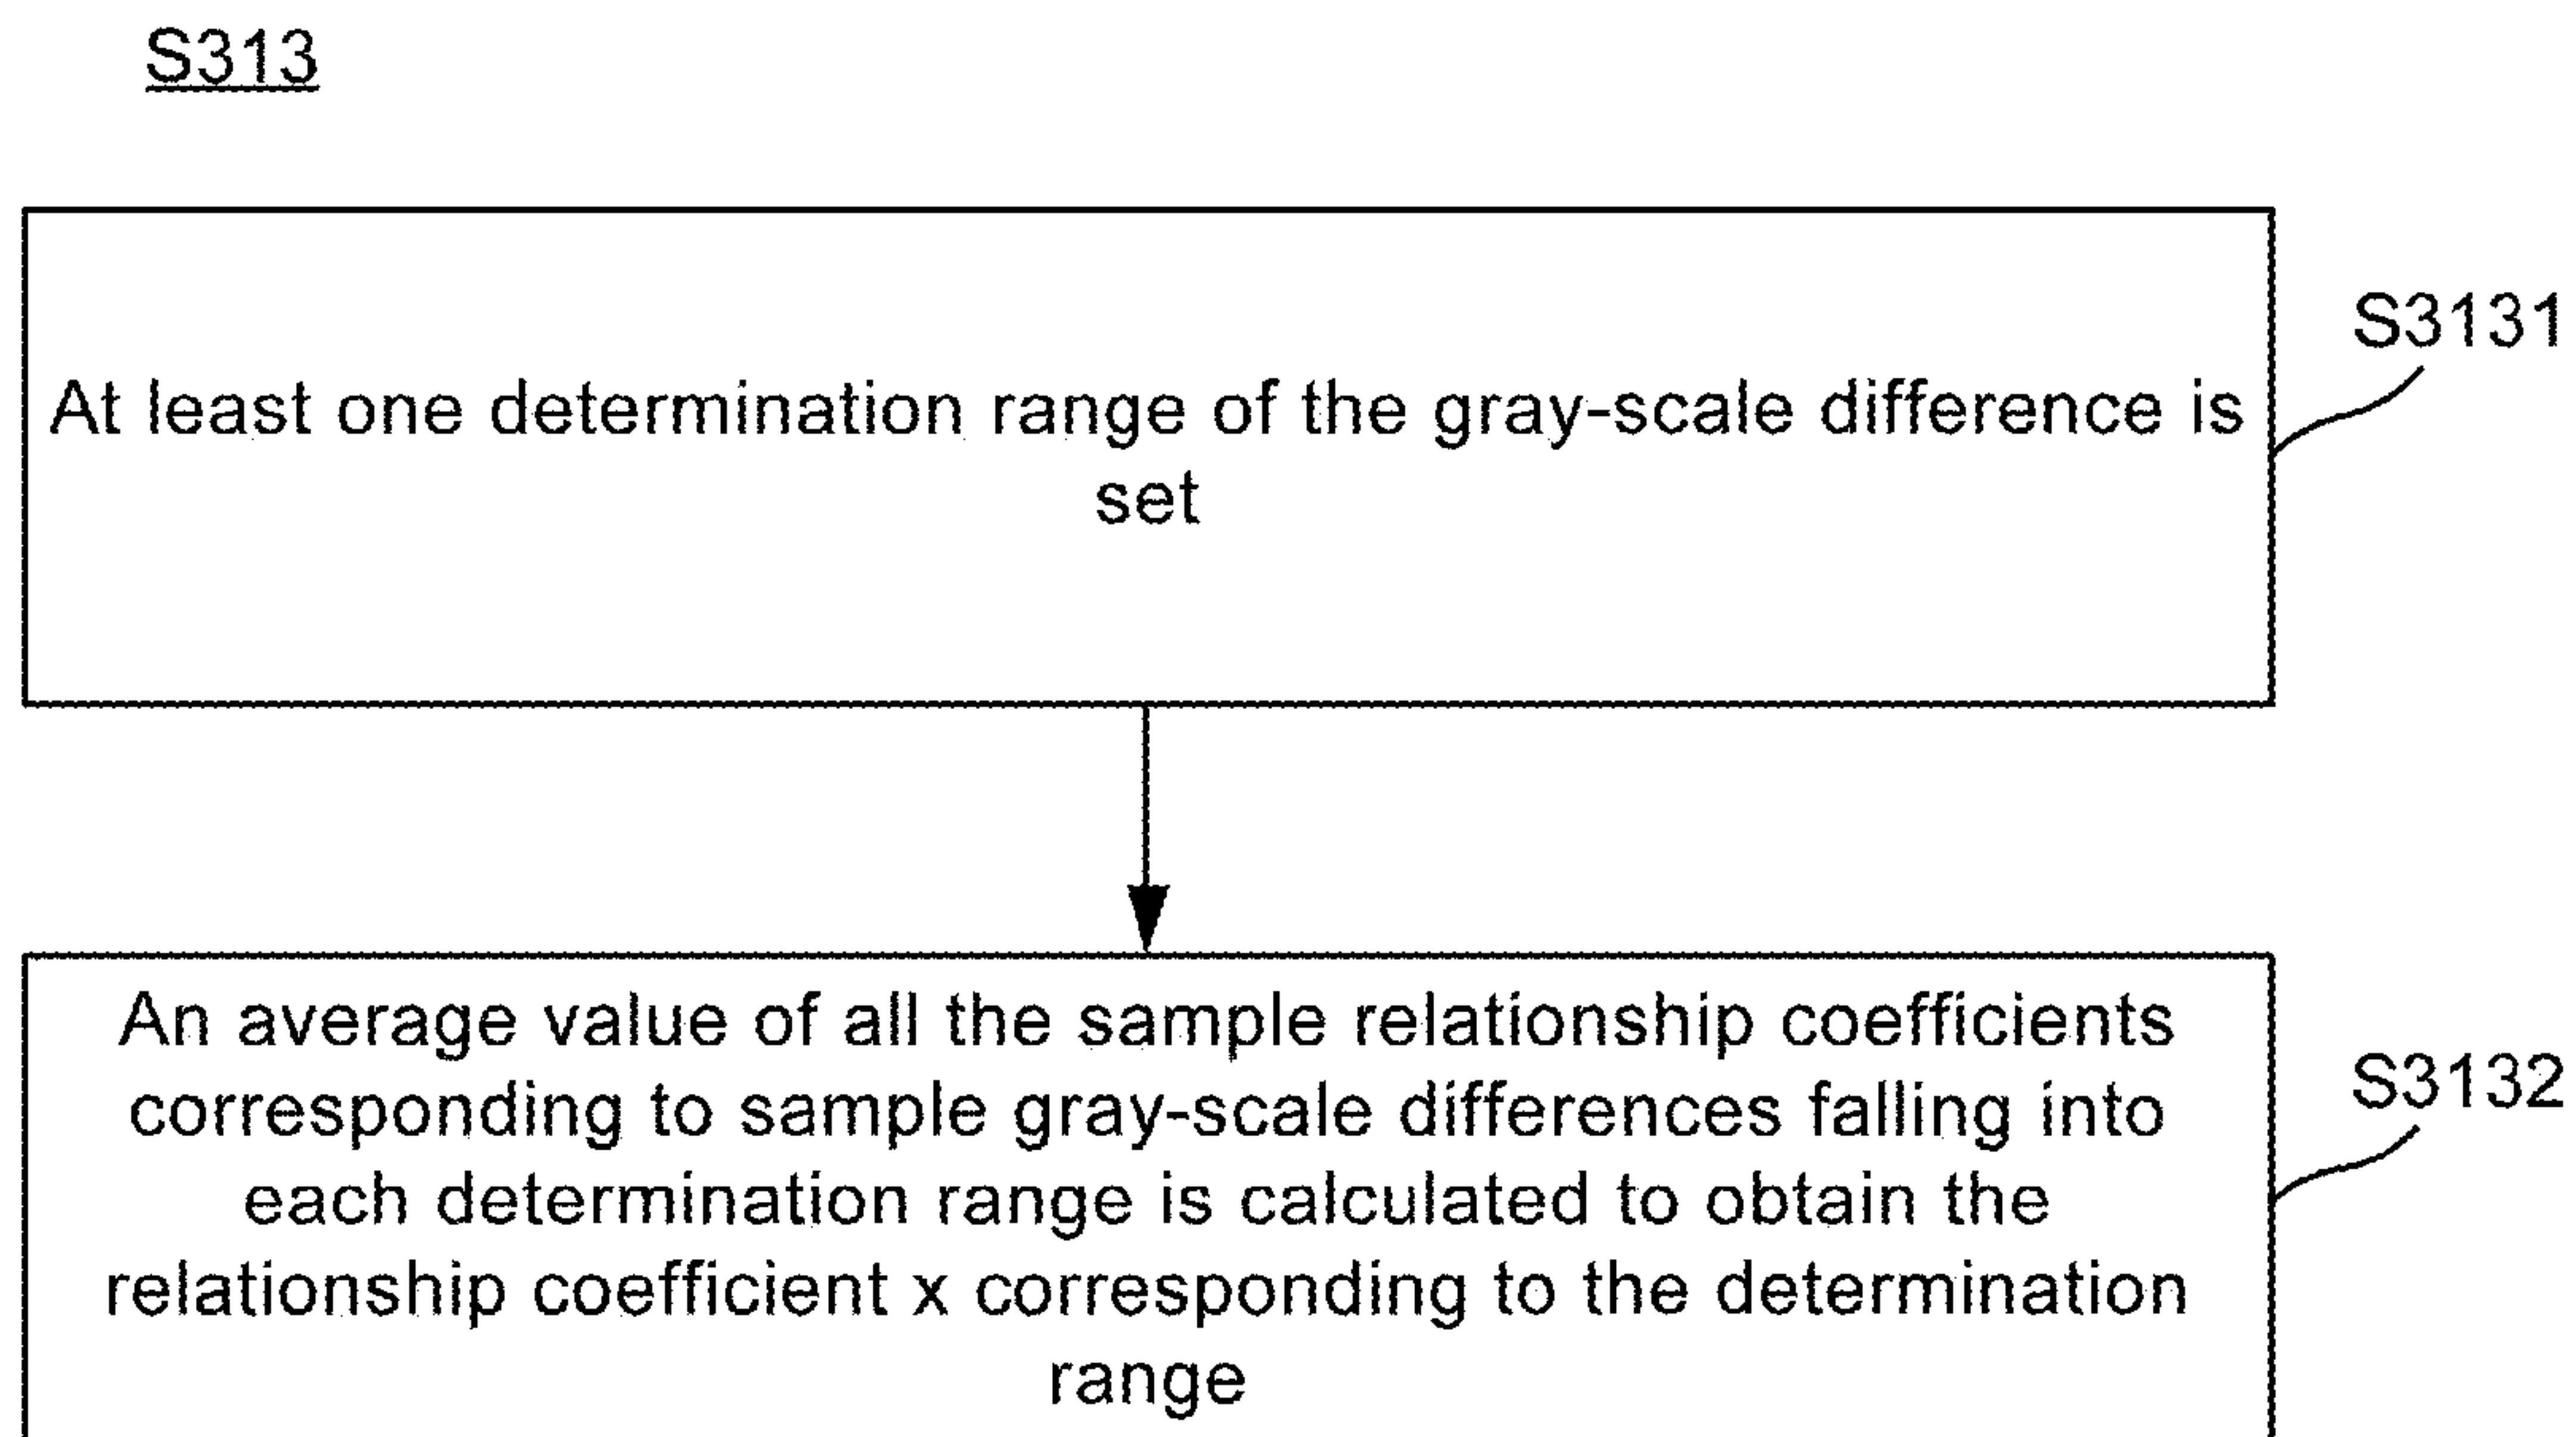 S313
At least one determination range of the gray-scale difference is
set
S3131
An average value of all the sample relationship coefficients
corresponding to sample gray-scale differences falling into
each determination range is calculated to obtain the
relationship coefficient x corresponding to the determination
range
S3132